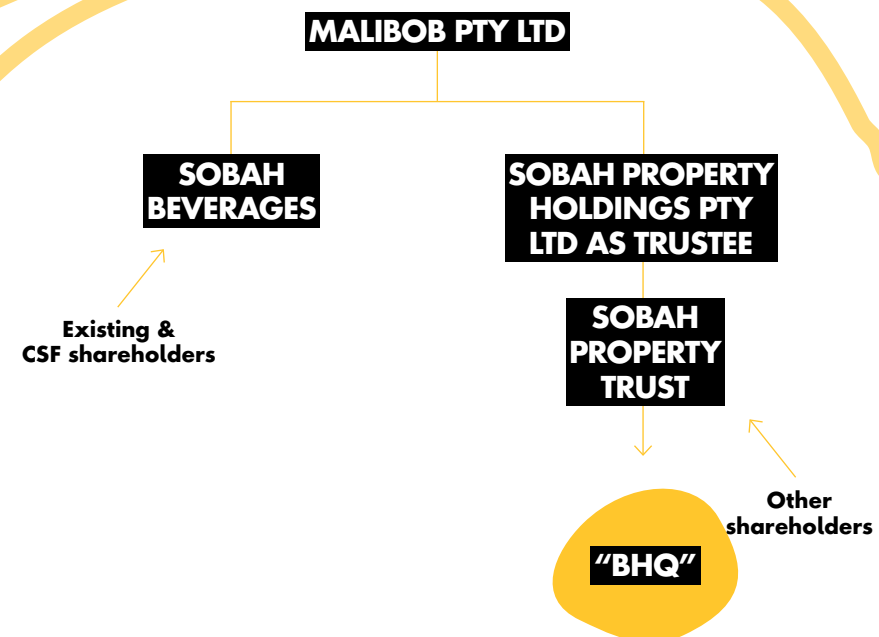 MALIBOB PTY LTD
SOBAH
BEVERAGES
SOBAH PROPERTY
HOLDINGS PTY
LTD AS TRUSTEE
Existing &
CSF shareholders
SOBAH
PROPERTY
TRUST
Other
shareholders
“BHQ”